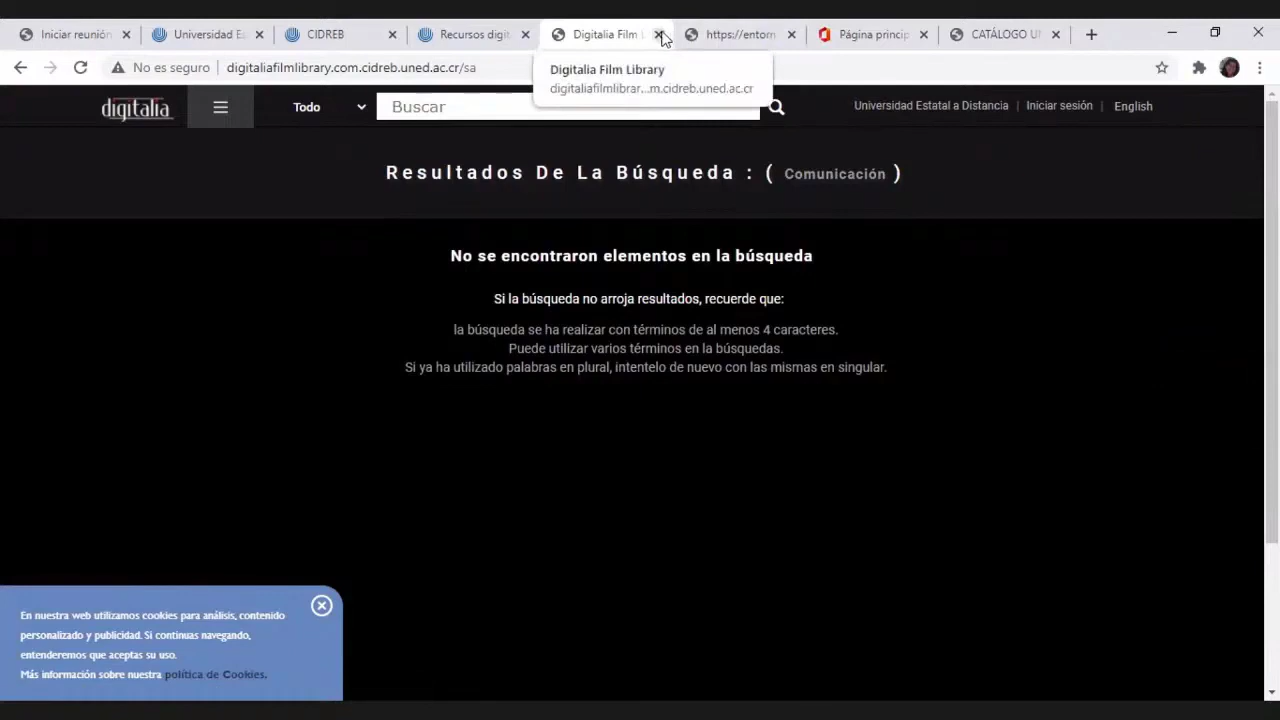 Iniciar reunión
Universidad Es
CIDREB
Recursos digit
Digitalia Film L
https://entorn
Página princip
CATÁLOGO UN
No es seguro
digitaliafilmlibrary.com.cidreb.uned.ac.cr/sa
Digitalia Film Library
digitaliafilmlibrar...m.cidreb.uned.ac.cr
digitalia
Todo
Buscar
Universidad Estatal a Distancia | Iniciar sesión | English
Resultados De La Búsqueda : ( Comunicación )
No se encontraron elementos en la búsqueda
Si la búsqueda no arroja resultados, recuerde que:
la búsqueda se ha realizar con términos de al menos 4 caracteres.
Puede utilizar varios términos en la búsquedas.
Si ya ha utilizado palabras en plural, intentelo de nuevo con las mismas en singular.
En nuestra web utilizamos cookies para análisis, contenido
personalizado y publicidad. Si continuas navegando,
entenderemos que aceptas su uso.
Más información sobre nuestra política de Cookies.